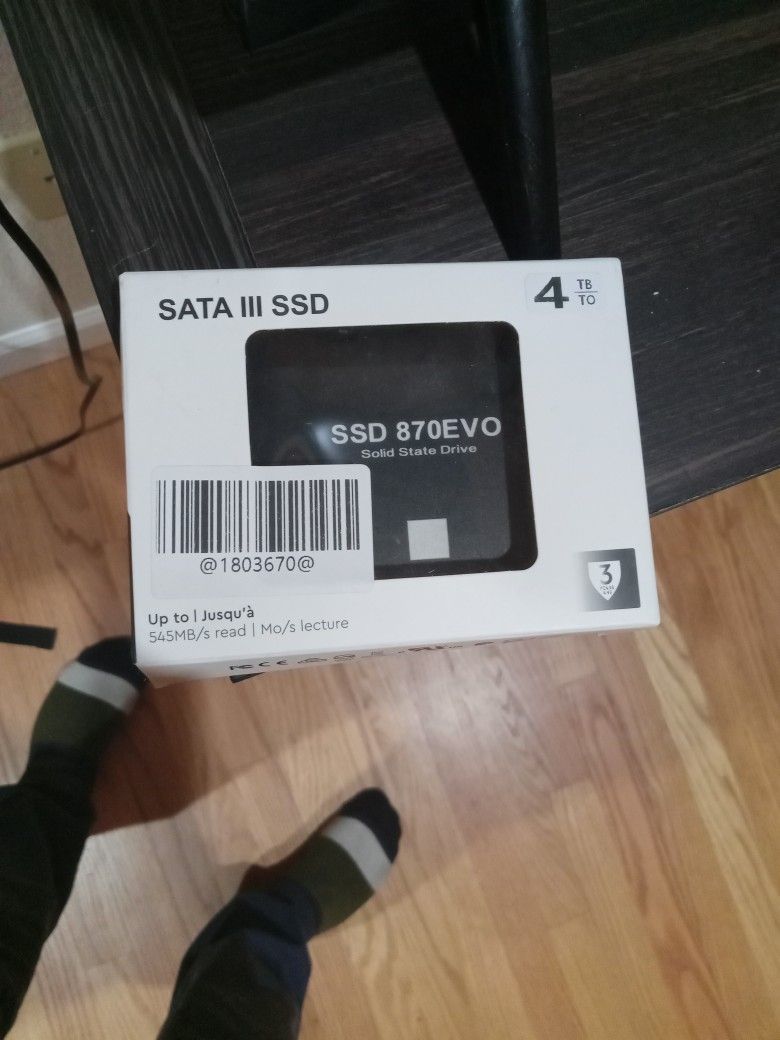 SATA III SSD
4 TB
TO
SSD 870EVO
Solid State Drive
@1803670@
3
Up to | Jusqu'à
545MB/s read | Mo/s lecture